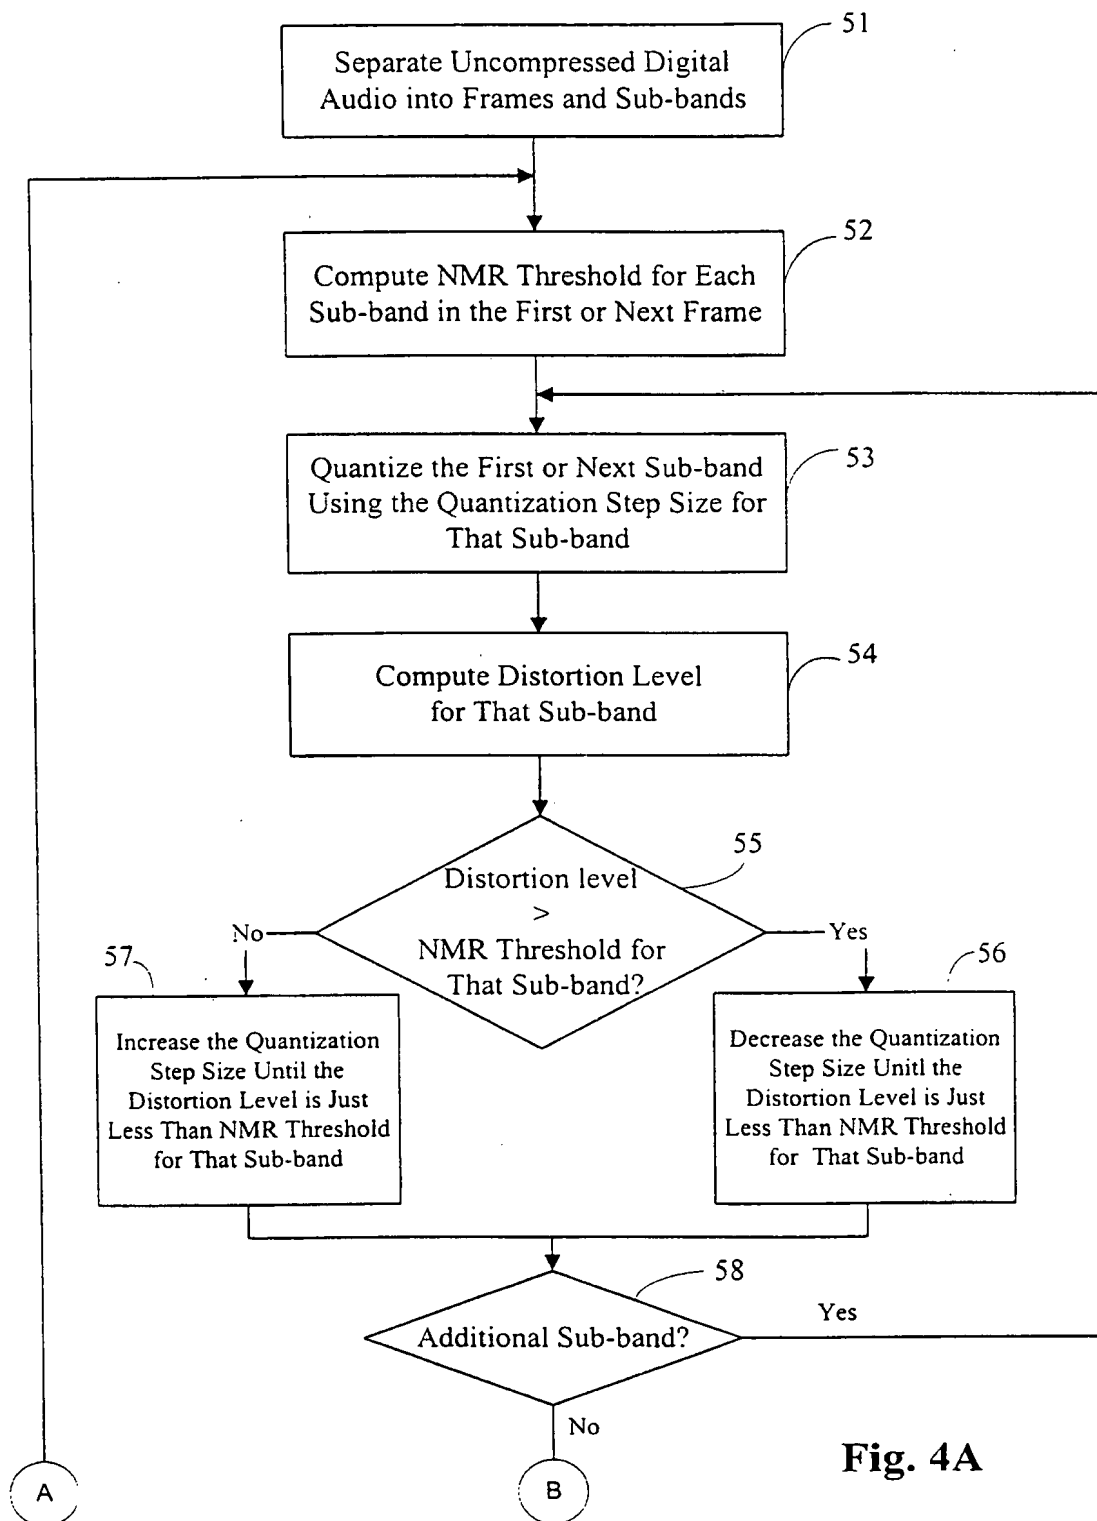 51
Separate Uncompressed Digital
Audio into Frames and Sub-bands
52
Compute NMR Threshold for Each
Sub-band in the First or Next Frame
53
Quantize the First or Next Sub-band
Using the Quantization Step Size for
That Sub-band
54
Compute Distortion Level
for That Sub-band
55
Distortion level
>
NMR Threshold for
That Sub-band?
No
Yes
57
Increase the Quantization
Step Size Until the
Distortion Level is Just
Less Than NMR Threshold
for That Sub-band
56
Decrease the Quantization
Step Size Unitl the
Distortion Level is Just
Less Than NMR Threshold
for That Sub-band
58
Additional Sub-band?
Yes
No
A
B
Fig. 4A